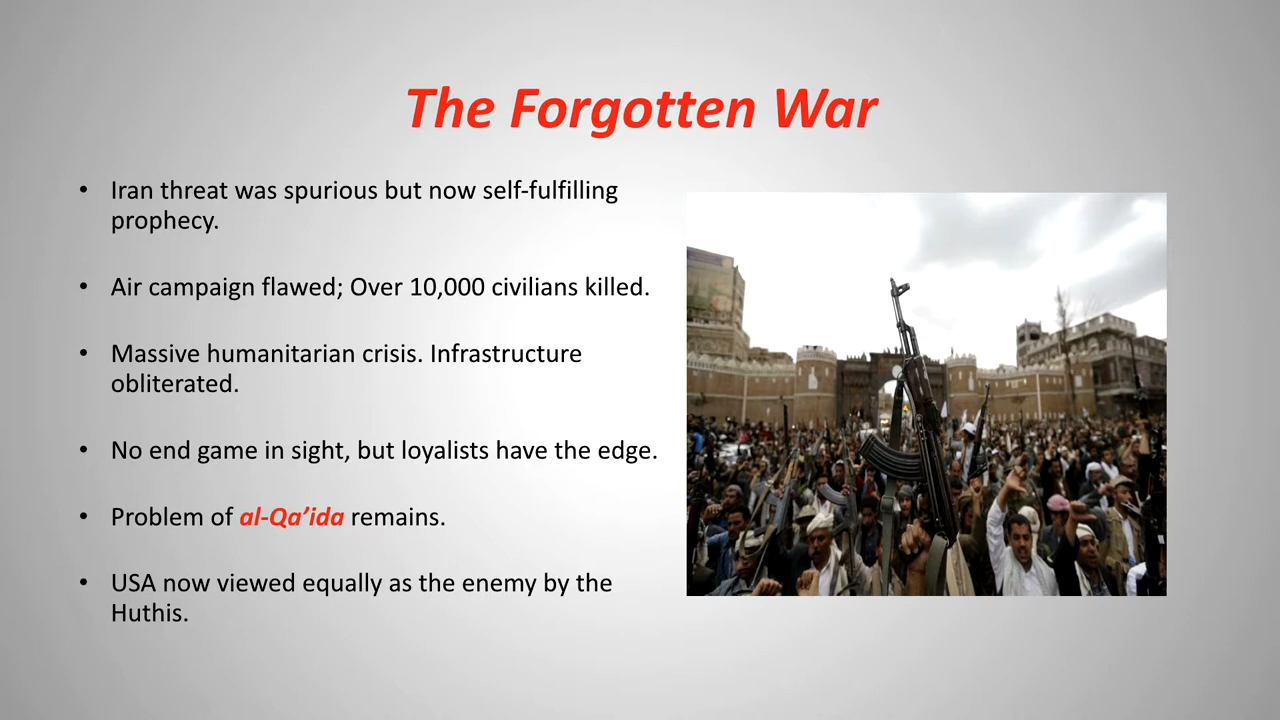 The Forgotten War
• Iran threat was spurious but now self-fulfilling
prophecy.
• Air campaign flawed; Over 10,000 civilians killed.
• Massive humanitarian crisis. Infrastructure
obliterated.
• No end game in sight, but loyalists have the edge.
• Problem of al-Qa’ida remains.
• USA now viewed equally as the enemy by the
Huthis.